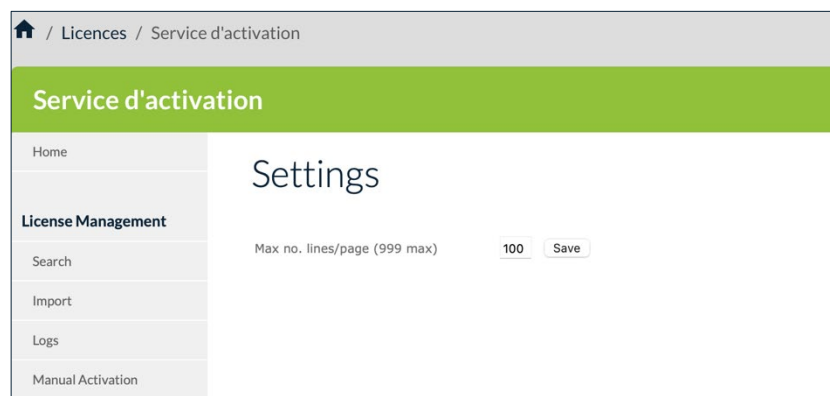 / Licences / Service d'activation
Service d'activation
Home
Settings
License Management
Max no. lines/page (999 max) 100 Save
Search
Import
Logs
Manual Activation